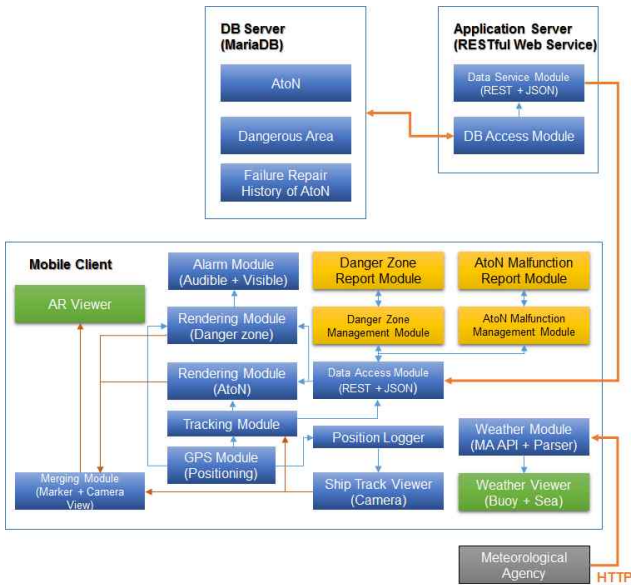 DB Server
(MariaDB)
AtoN
Dangerous Area
Failure Repair
History of AtoN
Application Server
(RESTful Web Service)
Data Service Module
(REST + JSON)
DB Access Module
Mobile Client
AR Viewer
Alarm Module
(Audible + Visible)
Rendering Module
(Danger zone)
Rendering Module
(AtoN)
Tracking Module
GPS Module
(Positioning)
Merging Module
(Marker + Camera
View)
Danger Zone
Report Module
Danger Zone
Management Module
Data Access Module
(REST + JSON)
Position Logger
Ship Track Viewer
(Camera)
AtoN Malfunction
Report Module
AtoN Malfunction
Management Module
Weather Module
(MA API + Parser)
Weather Viewer
(Buoy + Sea)
Meteorological
Agency
HTTP